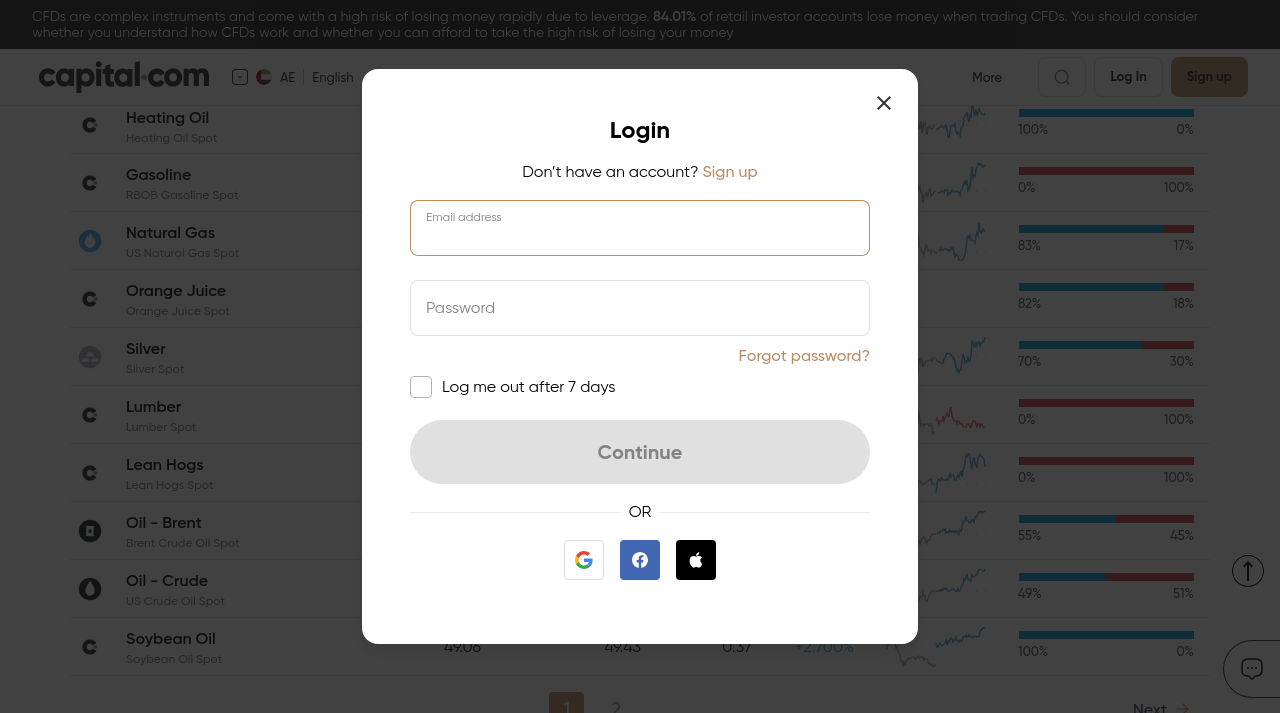 CFDs are complex instruments and come with a high risk of losing money rapidly due to leverage. 84.01% of retail investor accounts lose money when trading CFDs. You should consider
whether you understand how CFDs work and whether you can afford to take the high risk of losing your money
capital.com AE English More Log In Sign up
Heating Oil
Heating Oil Spot
100% 0%
Gasoline
RBOB Gasoline Spot
0% 100%
Natural Gas
US Natural Gas Spot
83% 17%
Orange Juice
Orange Juice Spot
82% 18%
Silver
Silver Spot
70% 30%
Lumber
Lumber Spot
0% 100%
Lean Hogs
Lean Hogs Spot
0% 100%
Oil - Brent
Brent Crude Oil Spot
55% 45%
Oil - Crude
US Crude Oil Spot
49% 51%
Soybean Oil
Soybean Oil Spot
49.06 49.43 0.37 +2.700%
100% 0%
1 2 Next
Login
Don’t have an account? Sign up
Email address
Password
Forgot password?
Log me out after 7 days
Continue
OR